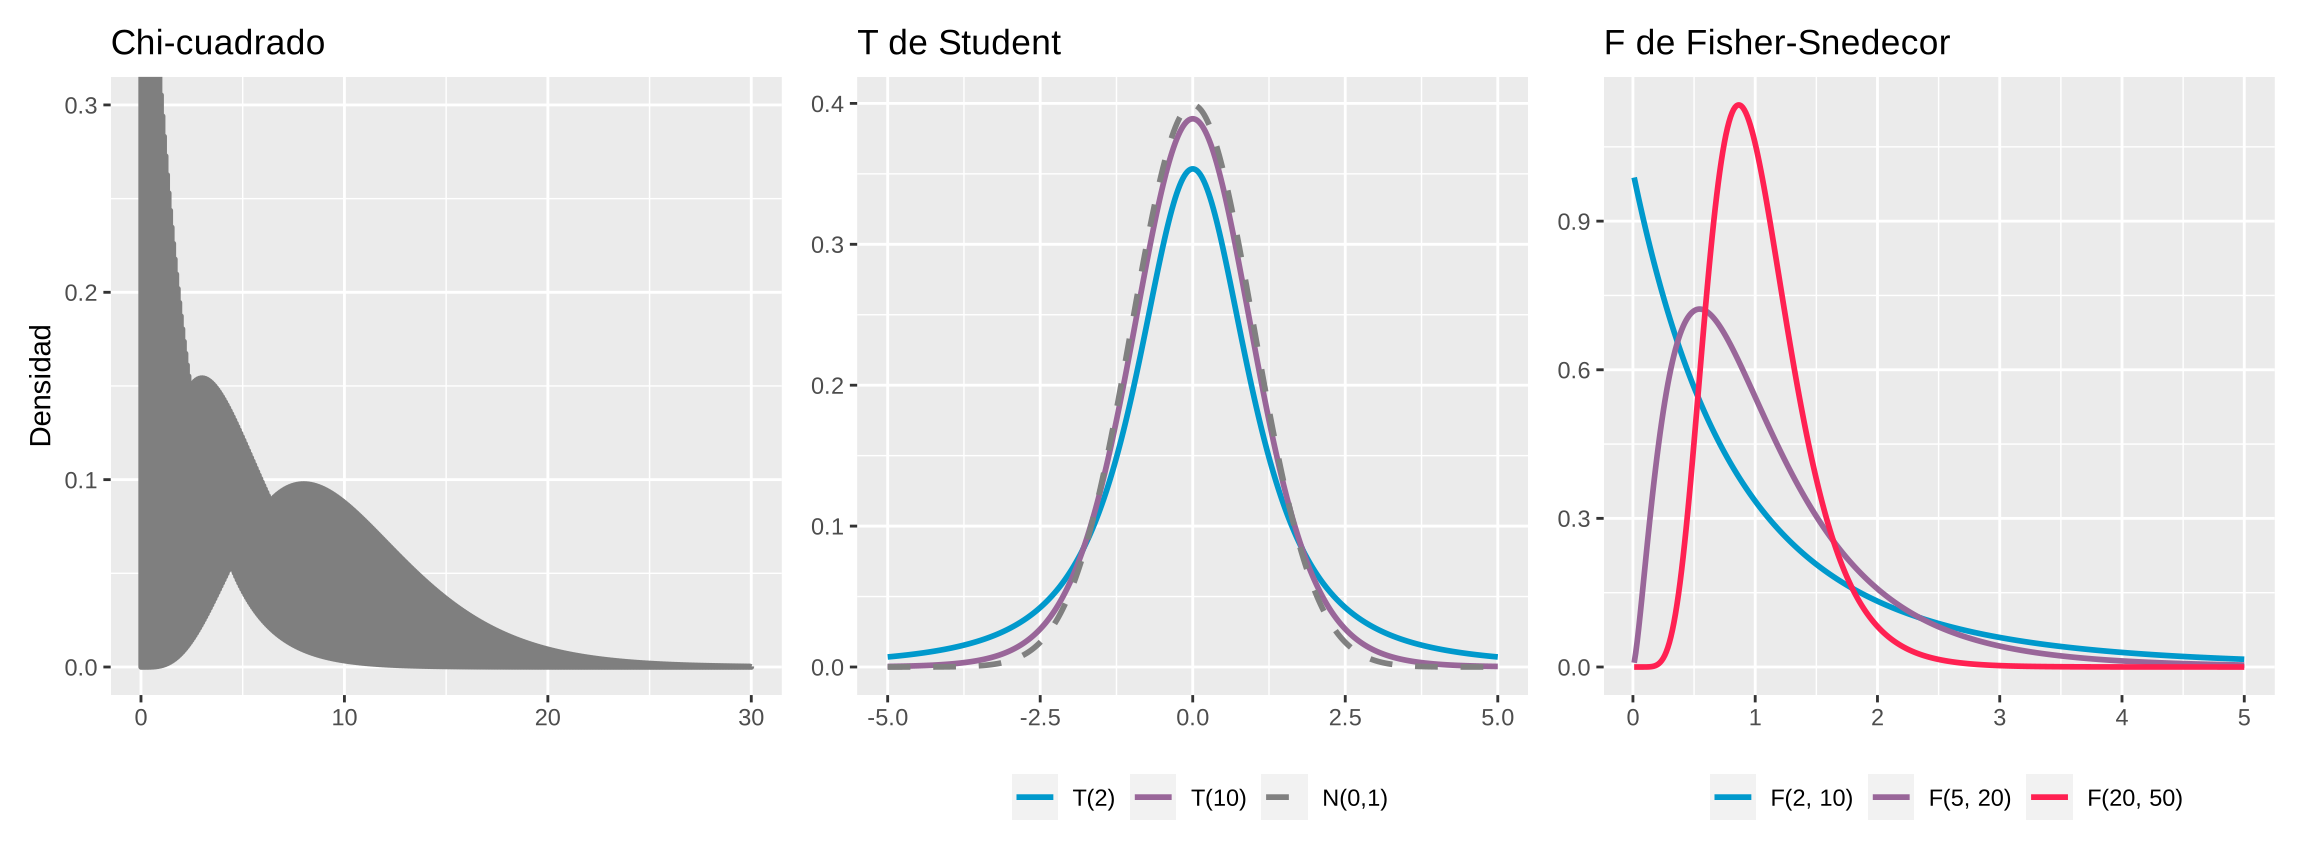 Chi-cuadrado
T de Student
F de Fisher-Snedecor
Densidad
0.3
0.2
0.1
0.0
0 10 20 30
0.4
0.3
0.2
0.1
0.0
-5.0 -2.5 0.0 2.5 5.0
0.9
0.6
0.3
0.0
0 1 2 3 4 5
T(2) T(10) N(0,1)
F(2, 10) F(5, 20) F(20, 50)